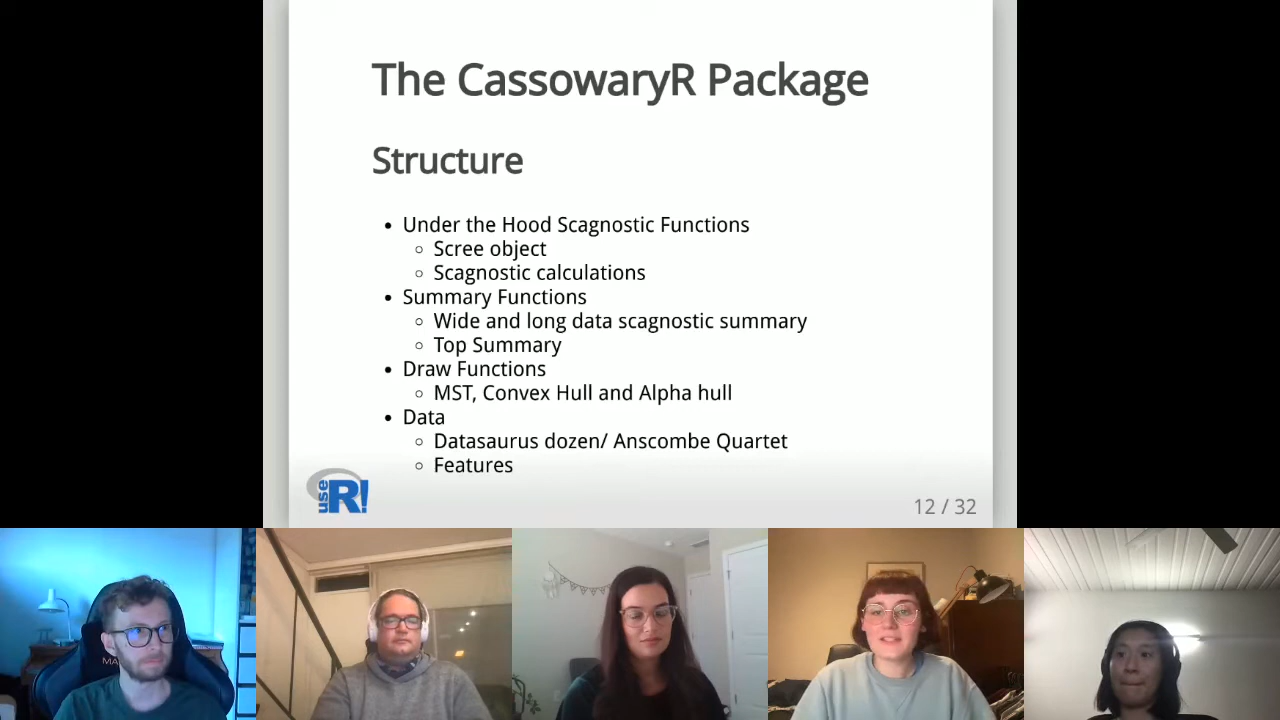 The CassowaryR Package
Structure
Under the Hood Scagnostic Functions
Scree object
Scagnostic calculations
Summary Functions
Wide and long data scagnostic summary
Top Summary
Draw Functions
MST, Convex Hull and Alpha hull
Data
Datasaurus dozen/ Anscombe Quartet
Features
use R!
12 / 32
MA